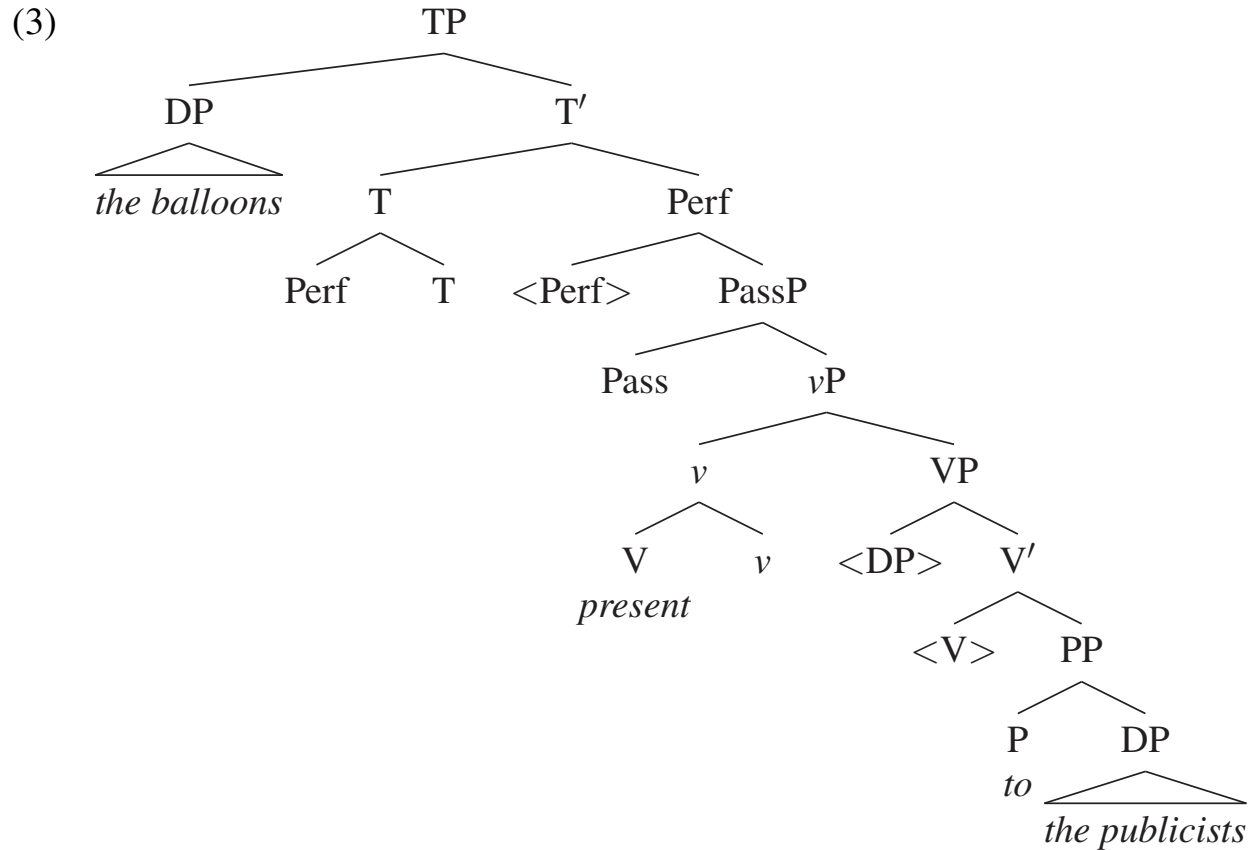 (3) TP
DP T′
the balloons T Perf
Perf T <Perf> PassP
Pass vP
v VP
V v <DP> V′
present
<V> PP
P DP
to
the publicists